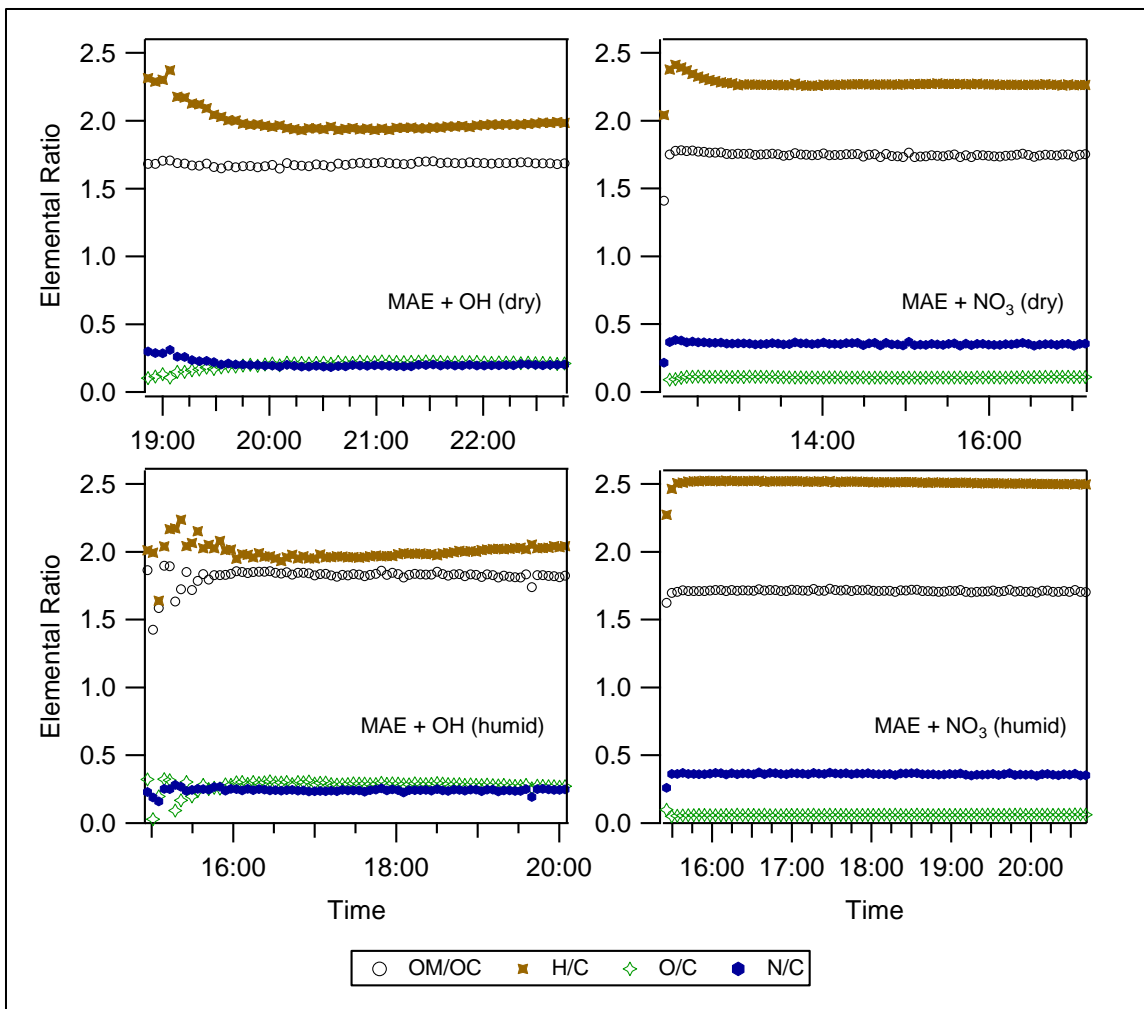 2.5
2.0
1.5
1.0
0.5
0.0
Elemental Ratio
MAE + OH (dry)
19:00 20:00 21:00 22:00
2.5
2.0
1.5
1.0
0.5
0.0
MAE + NO3 (dry)
14:00 16:00
2.5
2.0
1.5
1.0
0.5
0.0
Elemental Ratio
MAE + OH (humid)
16:00 18:00 20:00
Time
2.5
2.0
1.5
1.0
0.5
0.0
MAE + NO3 (humid)
16:00 17:00 18:00 19:00 20:00
Time
OM/OC H/C O/C N/C